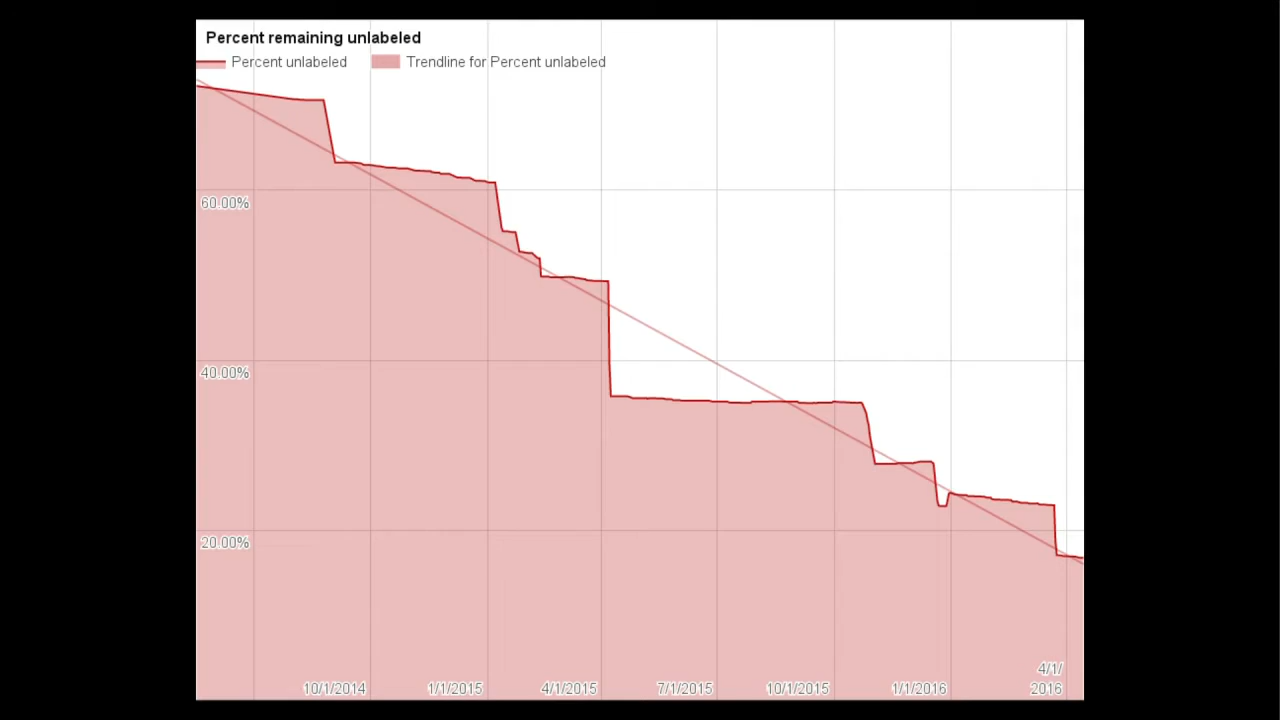 Percent remaining unlabeled
Percent unlabeled Trendline for Percent unlabeled
60.00%
40.00%
20.00%
10/1/2014 1/1/2015 4/1/2015 7/1/2015 10/1/2015 1/1/2016 4/1/
2016